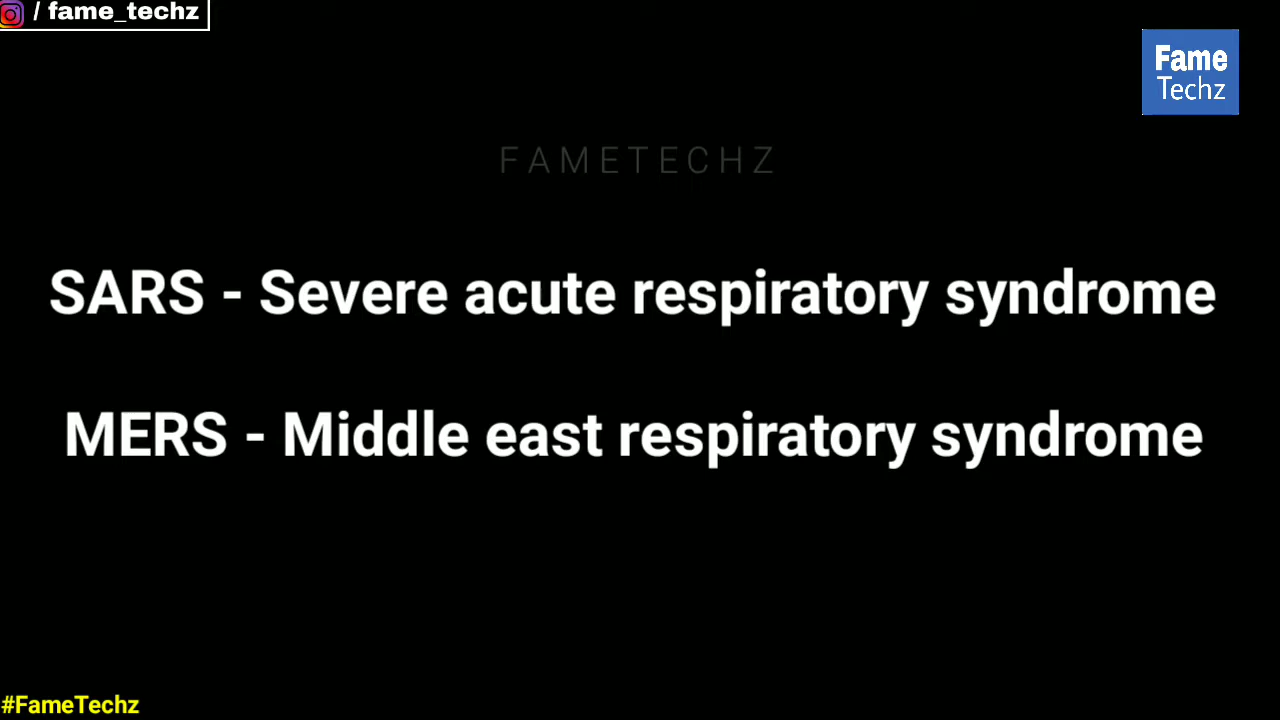 / fame_techz
Fame
Techz
FAMETECHZ
SARS - Severe acute respiratory syndrome
MERS - Middle east respiratory syndrome
#FameTechz